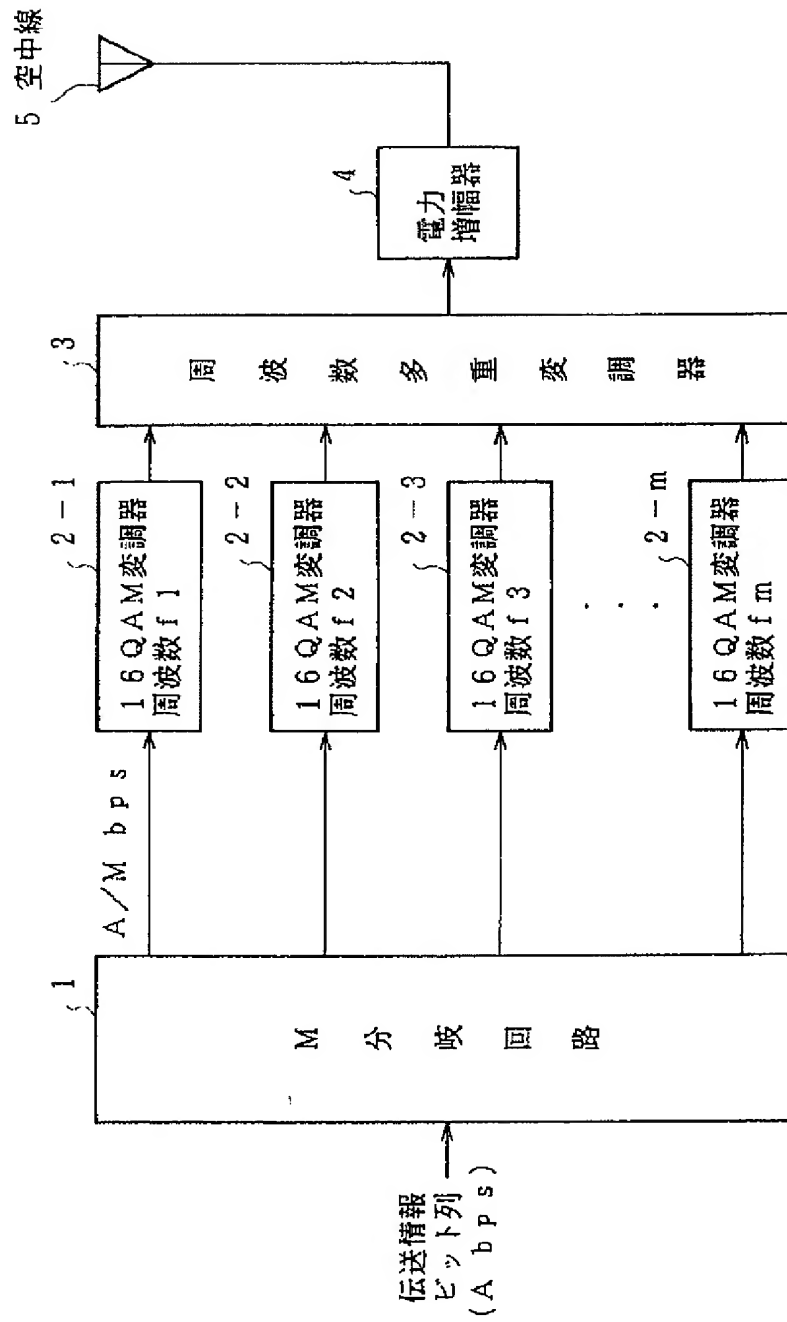 伝送情報
ビット列
(A bps)
1
M分岐回路
A/M bps
2-1
16QAM変調器
周波数f1
2-2
16QAM変調器
周波数f2
2-3
16QAM変調器
周波数f3
・・・
2-m
16QAM変調器
周波数fm
3
周波数多重変調器
4
電力
増幅器
5 空中線